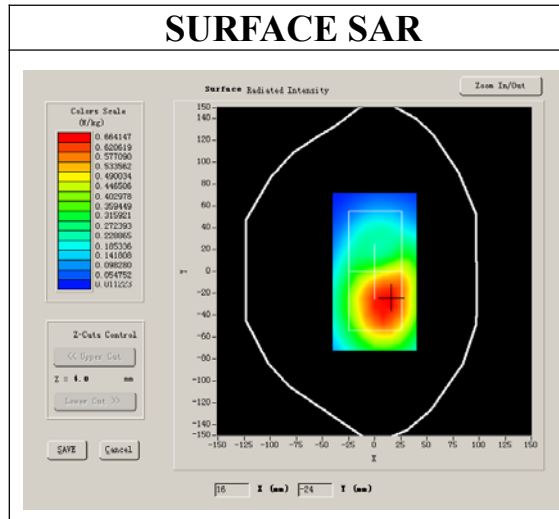 SURFACE SAR
Surface Radiated Intensity
Zoom In/Out
Colors Scale
(W/kg)
0.664147
0.620619
0.577090
0.533562
0.490034
0.446506
0.402978
0.359449
0.315921
0.272393
0.228865
0.185336
0.141808
0.098280
0.054752
0.011223
Z-Cuts Control
<< Upper Cut
Z = 4.0 mm
Lower Cut >>
SAVE Cancel
150
140
120
100
80
60
40
20
0
-20
-40
-60
-80
-100
-120
-140
-150
Y
-150 -125 -100 -75 -50 -25 0 25 50 75 100 125 150
X
16 X (mm) -24 Y (mm)